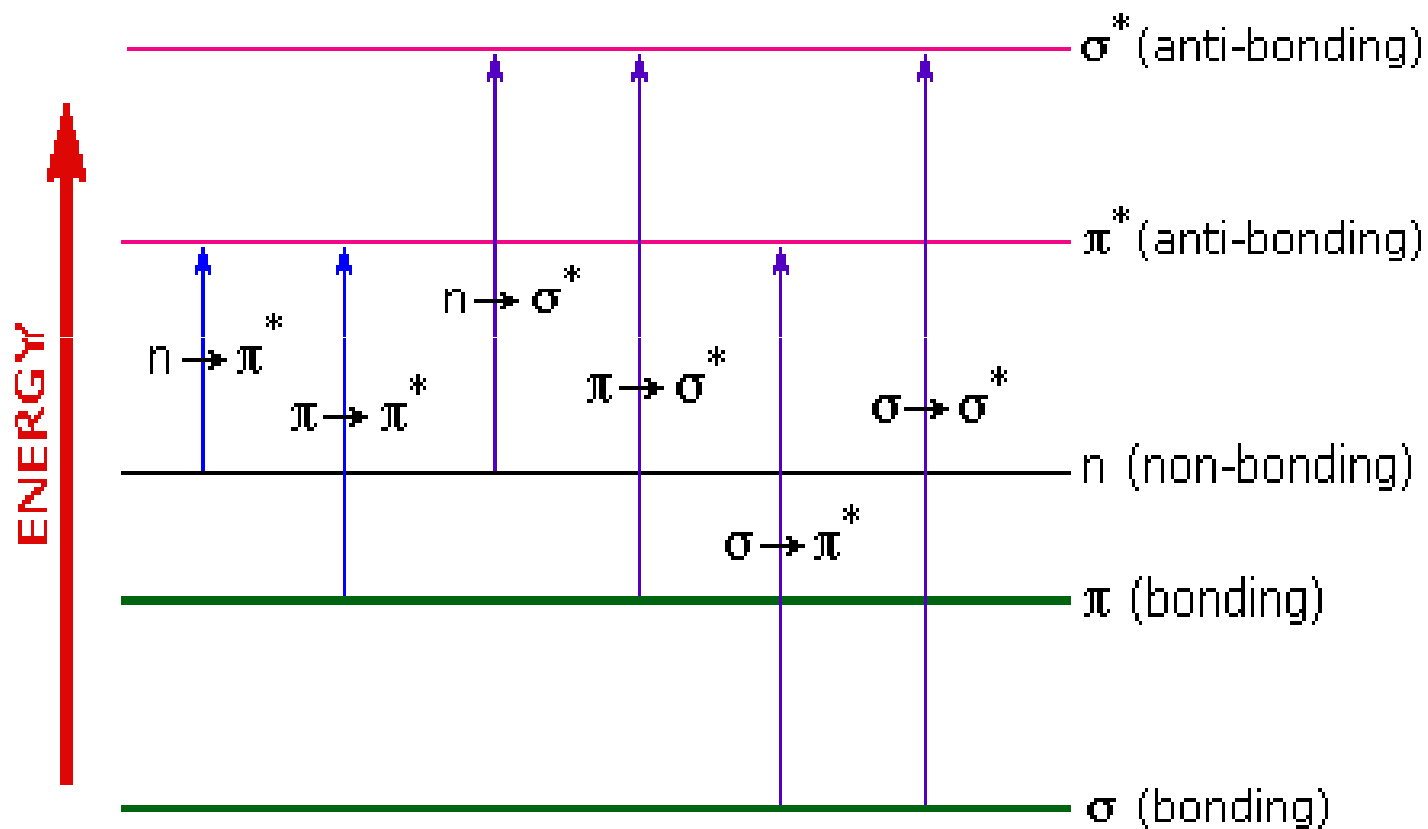 σ* (anti-bonding)
π* (anti-bonding)
n → σ*
n → π*
π → σ*
π → π*
σ → σ*
ENERGY
n (non-bonding)
σ → π*
π (bonding)
σ (bonding)